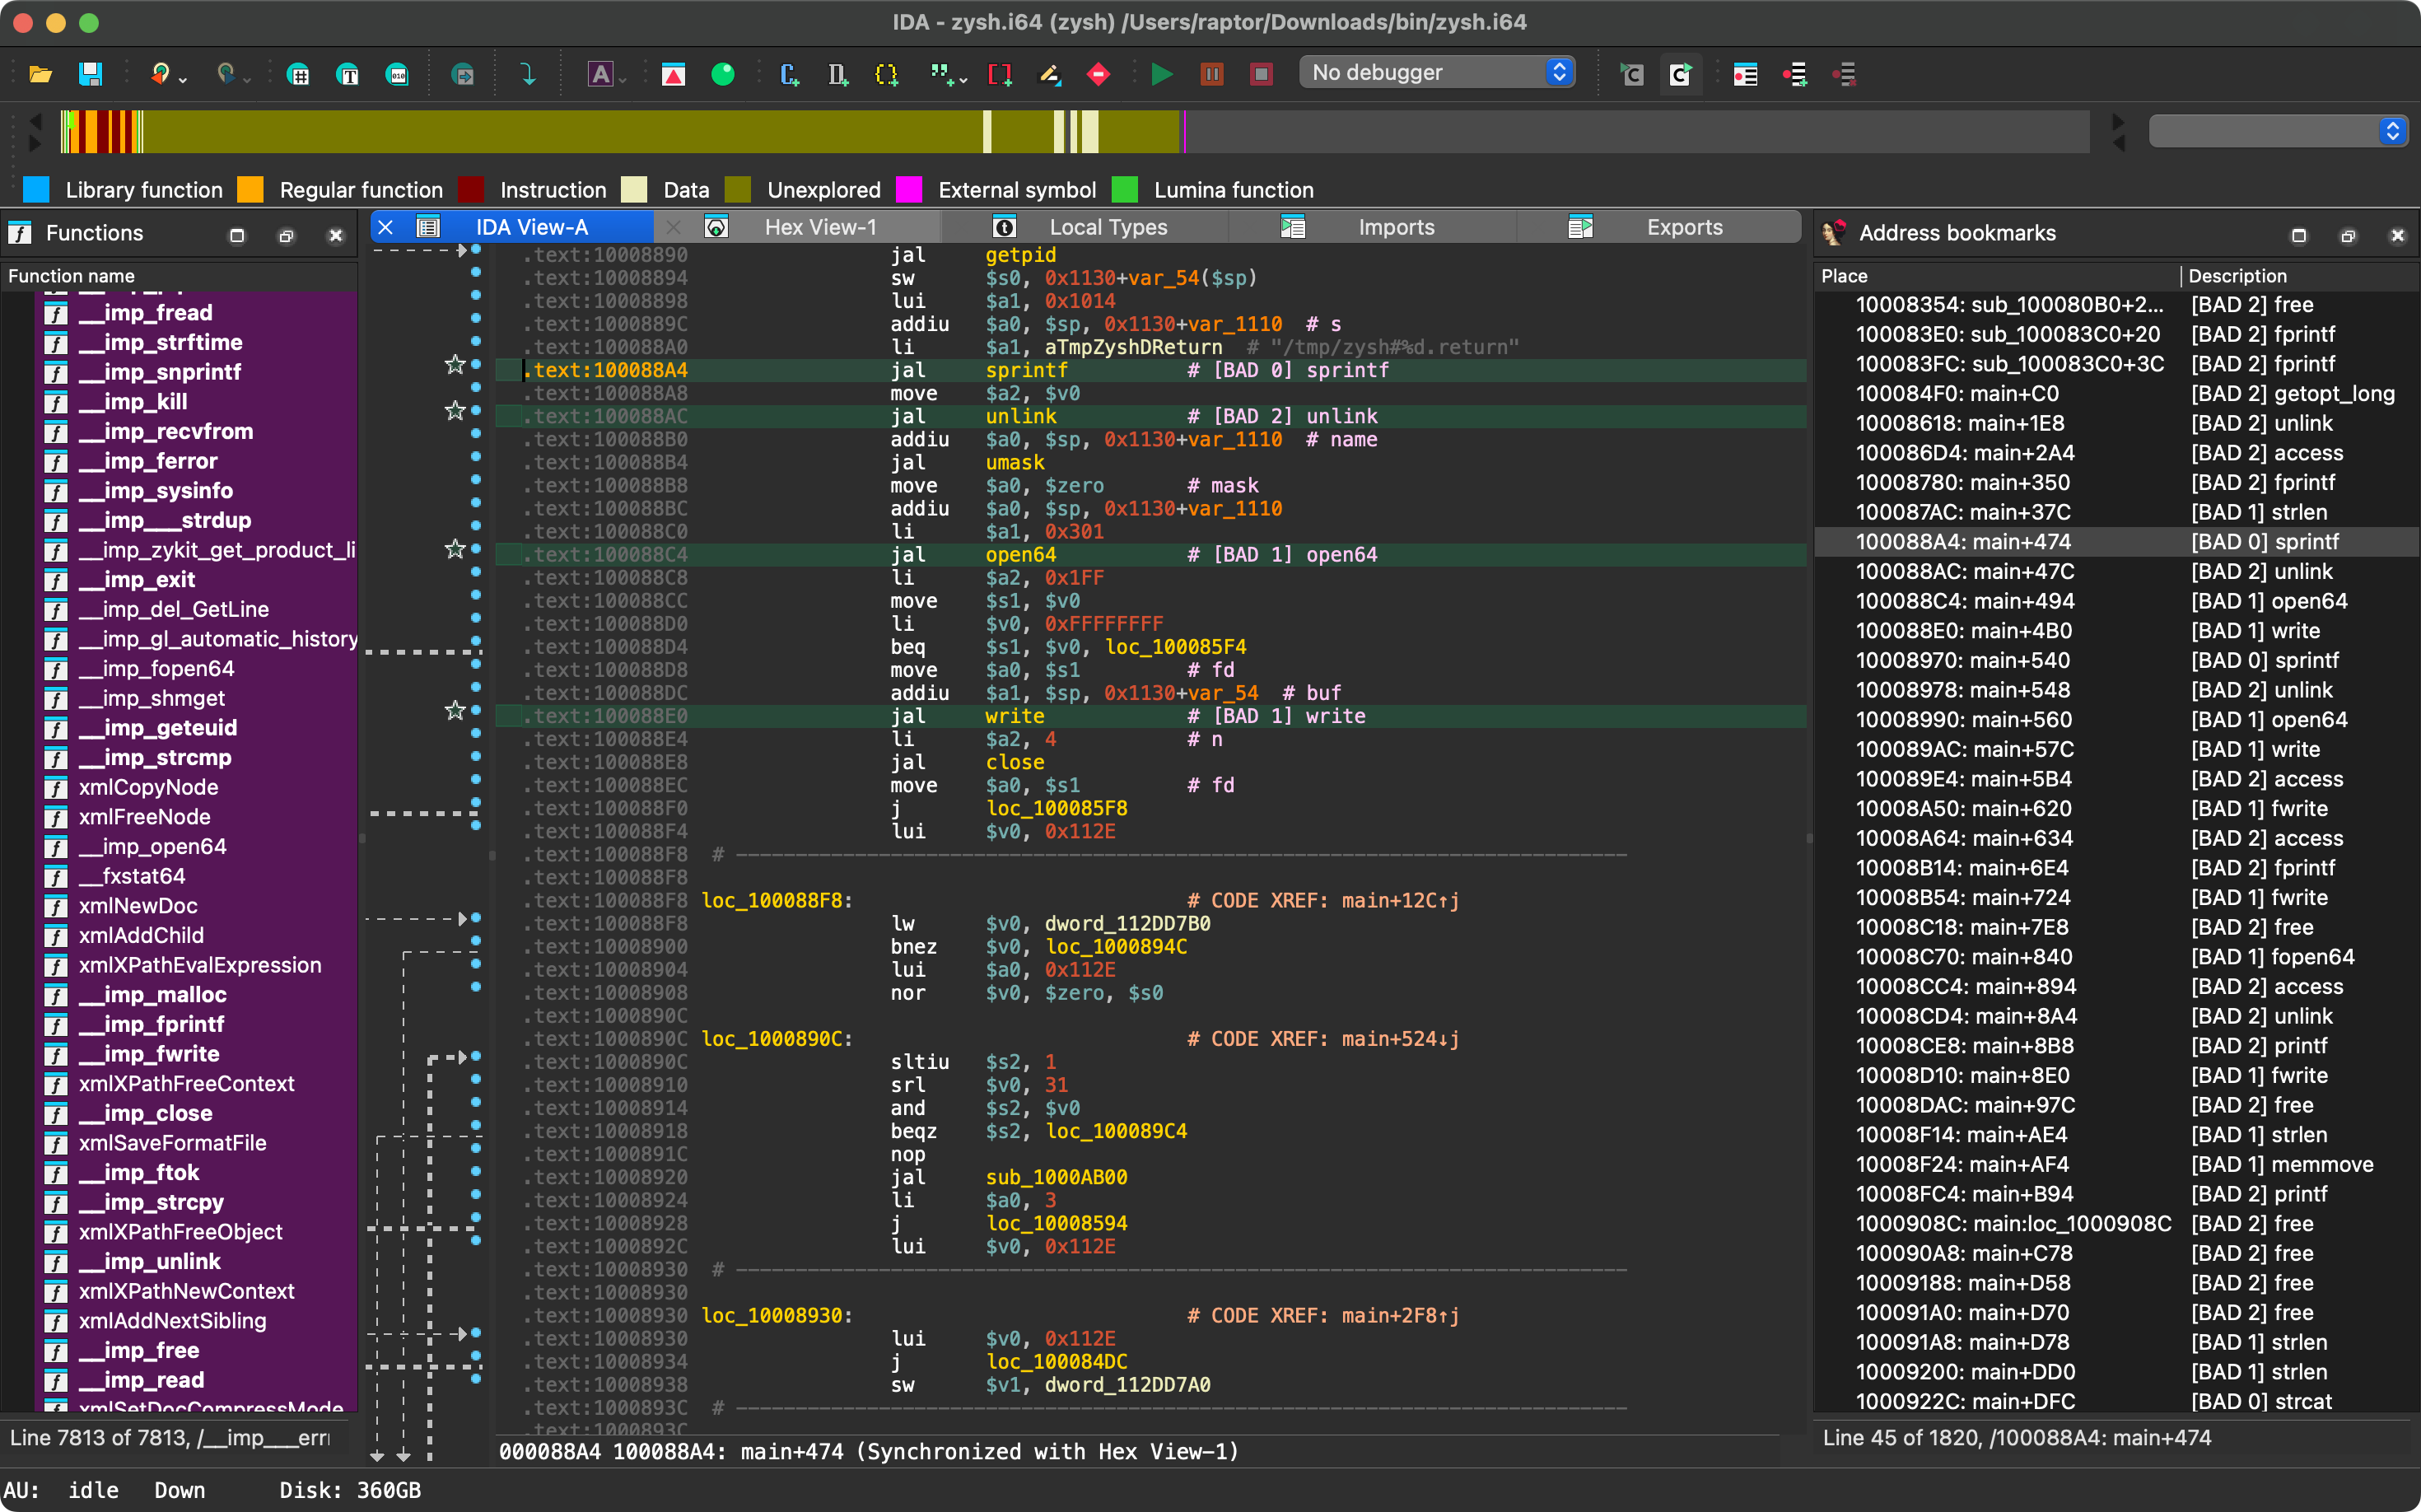 IDA - zysh.i64 (zysh) /Users/raptor/Downloads/bin/zysh.i64
No debugger
Library function Regular function Instruction Data Unexplored External symbol Lumina function
Functions
Function name
__imp_fread
__imp_strftime
__imp_snprintf
__imp_kill
__imp_recvfrom
__imp_ferror
__imp_sysinfo
__imp___strdup
__imp_zykit_get_product_li
__imp_exit
__imp_del_GetLine
__imp_gl_automatic_history
__imp_fopen64
__imp_shmget
__imp_geteuid
__imp_strcmp
xmlCopyNode
xmlFreeNode
__imp_open64
__fxstat64
xmlNewDoc
xmlAddChild
xmlXPathEvalExpression
__imp_malloc
__imp_fprintf
__imp_fwrite
xmlXPathFreeContext
__imp_close
xmlSaveFormatFile
__imp_ftok
__imp_strcpy
xmlXPathFreeObject
__imp_unlink
xmlXPathNewContext
xmlAddNextSibling
__imp_free
__imp_read
xmlSetDocCompressMode
Line 7813 of 7813, /__imp___err
IDA View-A Hex View-1 Local Types Imports Exports
.text:10008890 jal getpid
.text:10008894 sw $s0, 0x1130+var_54($sp)
.text:10008898 lui $a1, 0x1014
.text:1000889C addiu $a0, $sp, 0x1130+var_1110 # s
.text:100088A0 li $a1, aTmpZyshDReturn # "/tmp/zysh#%d.return"
.text:100088A4 jal sprintf # [BAD 0] sprintf
.text:100088A8 move $a2, $v0
.text:100088AC jal unlink # [BAD 2] unlink
.text:100088B0 addiu $a0, $sp, 0x1130+var_1110 # name
.text:100088B4 jal umask
.text:100088B8 move $a0, $zero # mask
.text:100088BC addiu $a0, $sp, 0x1130+var_1110
.text:100088C0 li $a1, 0x301
.text:100088C4 jal open64 # [BAD 1] open64
.text:100088C8 li $a2, 0x1FF
.text:100088CC move $s1, $v0
.text:100088D0 li $v0, 0xFFFFFFFF
.text:100088D4 beq $s1, $v0, loc_100085F4
.text:100088D8 move $a0, $s1 # fd
.text:100088DC addiu $a1, $sp, 0x1130+var_54 # buf
.text:100088E0 jal write # [BAD 1] write
.text:100088E4 li $a2, 4 # n
.text:100088E8 jal close
.text:100088EC move $a0, $s1 # fd
.text:100088F0 j loc_100085F8
.text:100088F4 lui $v0, 0x112E
.text:100088F8 # ---------------------------------------------------------------------------
.text:100088F8
.text:100088F8 loc_100088F8: # CODE XREF: main+12C↑j
.text:100088F8 lw $v0, dword_112DD7B0
.text:10008900 bnez $v0, loc_1000894C
.text:10008904 lui $a0, 0x112E
.text:10008908 nor $v0, $zero, $s0
.text:1000890C
.text:1000890C loc_1000890C: # CODE XREF: main+524↓j
.text:1000890C sltiu $s2, 1
.text:10008910 srl $v0, 31
.text:10008914 and $s2, $v0
.text:10008918 beqz $s2, loc_100089C4
.text:1000891C nop
.text:10008920 jal sub_1000AB00
.text:10008924 li $a0, 3
.text:10008928 j loc_10008594
.text:1000892C lui $v0, 0x112E
.text:10008930 # ---------------------------------------------------------------------------
.text:10008930
.text:10008930 loc_10008930: # CODE XREF: main+2F8↑j
.text:10008930 lui $v0, 0x112E
.text:10008934 j loc_100084DC
.text:10008938 sw $v1, dword_112DD7A0
.text:1000893C # ---------------------------------------------------------------------------
.text:1000893C
000088A4 100088A4: main+474 (Synchronized with Hex View-1)
Address bookmarks
Place Description
10008354: sub_100080B0+2... [BAD 2] free
100083E0: sub_100083C0+20 [BAD 2] fprintf
100083FC: sub_100083C0+3C [BAD 2] fprintf
100084F0: main+C0 [BAD 2] getopt_long
10008618: main+1E8 [BAD 2] unlink
100086D4: main+2A4 [BAD 2] access
10008780: main+350 [BAD 2] fprintf
100087AC: main+37C [BAD 1] strlen
100088A4: main+474 [BAD 0] sprintf
100088AC: main+47C [BAD 2] unlink
100088C4: main+494 [BAD 1] open64
100088E0: main+4B0 [BAD 1] write
10008970: main+540 [BAD 0] sprintf
10008978: main+548 [BAD 2] unlink
10008990: main+560 [BAD 1] open64
100089AC: main+57C [BAD 1] write
100089E4: main+5B4 [BAD 2] access
10008A50: main+620 [BAD 1] fwrite
10008A64: main+634 [BAD 2] access
10008B14: main+6E4 [BAD 2] fprintf
10008B54: main+724 [BAD 1] fwrite
10008C18: main+7E8 [BAD 2] free
10008C70: main+840 [BAD 1] fopen64
10008CC4: main+894 [BAD 2] access
10008CD4: main+8A4 [BAD 2] unlink
10008CE8: main+8B8 [BAD 2] printf
10008D10: main+8E0 [BAD 1] fwrite
10008DAC: main+97C [BAD 2] free
10008F14: main+AE4 [BAD 1] strlen
10008F24: main+AF4 [BAD 1] memmove
10008FC4: main+B94 [BAD 2] printf
1000908C: main:loc_1000908C [BAD 2] free
100090A8: main+C78 [BAD 2] free
10009188: main+D58 [BAD 2] free
100091A0: main+D70 [BAD 2] free
100091A8: main+D78 [BAD 1] strlen
10009200: main+DD0 [BAD 1] strlen
1000922C: main+DFC [BAD 0] strcat
Line 45 of 1820, /100088A4: main+474
AU: idle Down Disk: 360GB